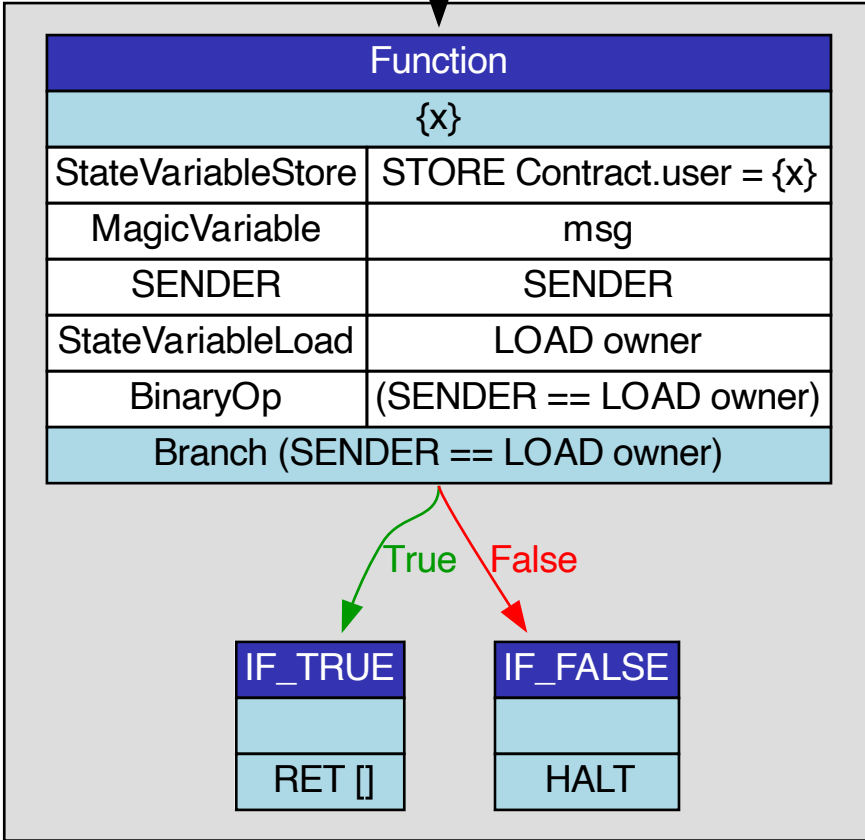 Function
{x}
StateVariableStore STORE Contract.user = {x}
MagicVariable msg
SENDER SENDER
StateVariableLoad LOAD owner
BinaryOp (SENDER == LOAD owner)
Branch (SENDER == LOAD owner)
True False
IF_TRUE IF_FALSE
RET [] HALT